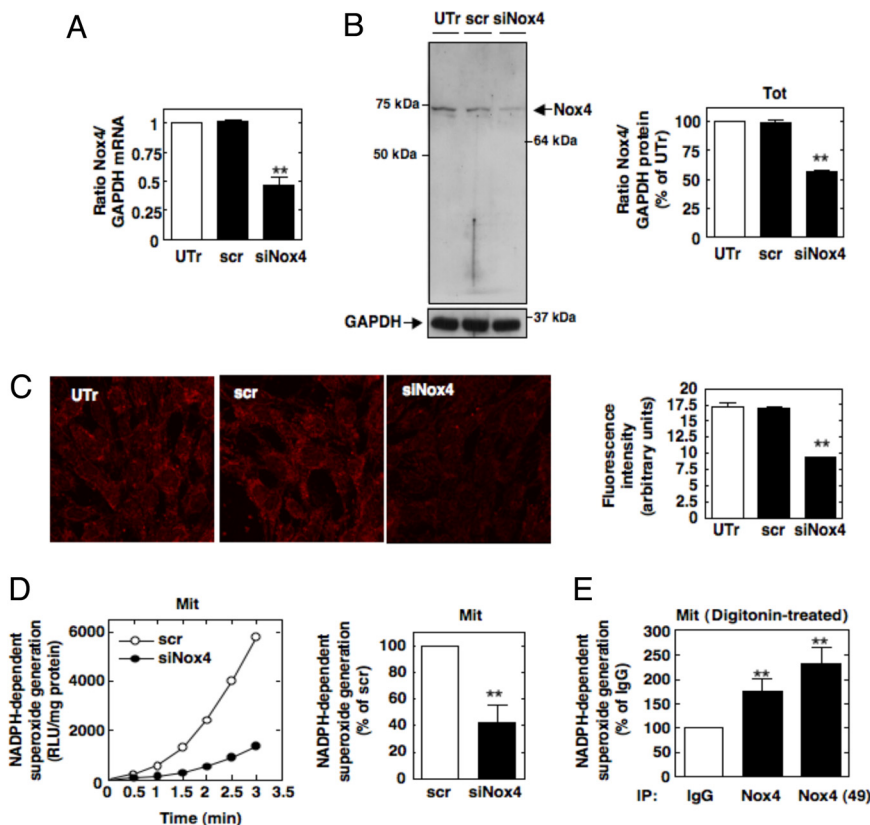 A
Ratio Nox4/
GAPDH mRNA
1
0.75
0.5
0.25
0
**
UTr scr siNox4
B
UTr scr siNox4
75 kDa
Nox4
64 kDa
50 kDa
GAPDH
37 kDa
Tot
Ratio Nox4/
GAPDH protein
(% of UTr)
100
75
50
25
0
**
UTr scr siNox4
C
UTr
scr
siNox4
Fluorescence
intensity
(arbitrary units)
20
17.5
15
12.5
10
7.5
5
2.5
0
**
UTr scr siNox4
D
Mit
NADPH-dependent
superoxide generation
(RLU/mg protein)
6000
4000
2000
0
scr
siNox4
0 0.5 1 1.5 2 2.5 3 3.5
Time (min)
Mit
NADPH-dependent
superoxide generation
(% of scr)
100
80
60
40
20
0
**
scr siNox4
E
Mit (Digitonin-treated)
NADPH-dependent
superoxide generation
(% of IgG)
300
250
200
150
100
50
0
**
**
IP: IgG Nox4 Nox4 (49)